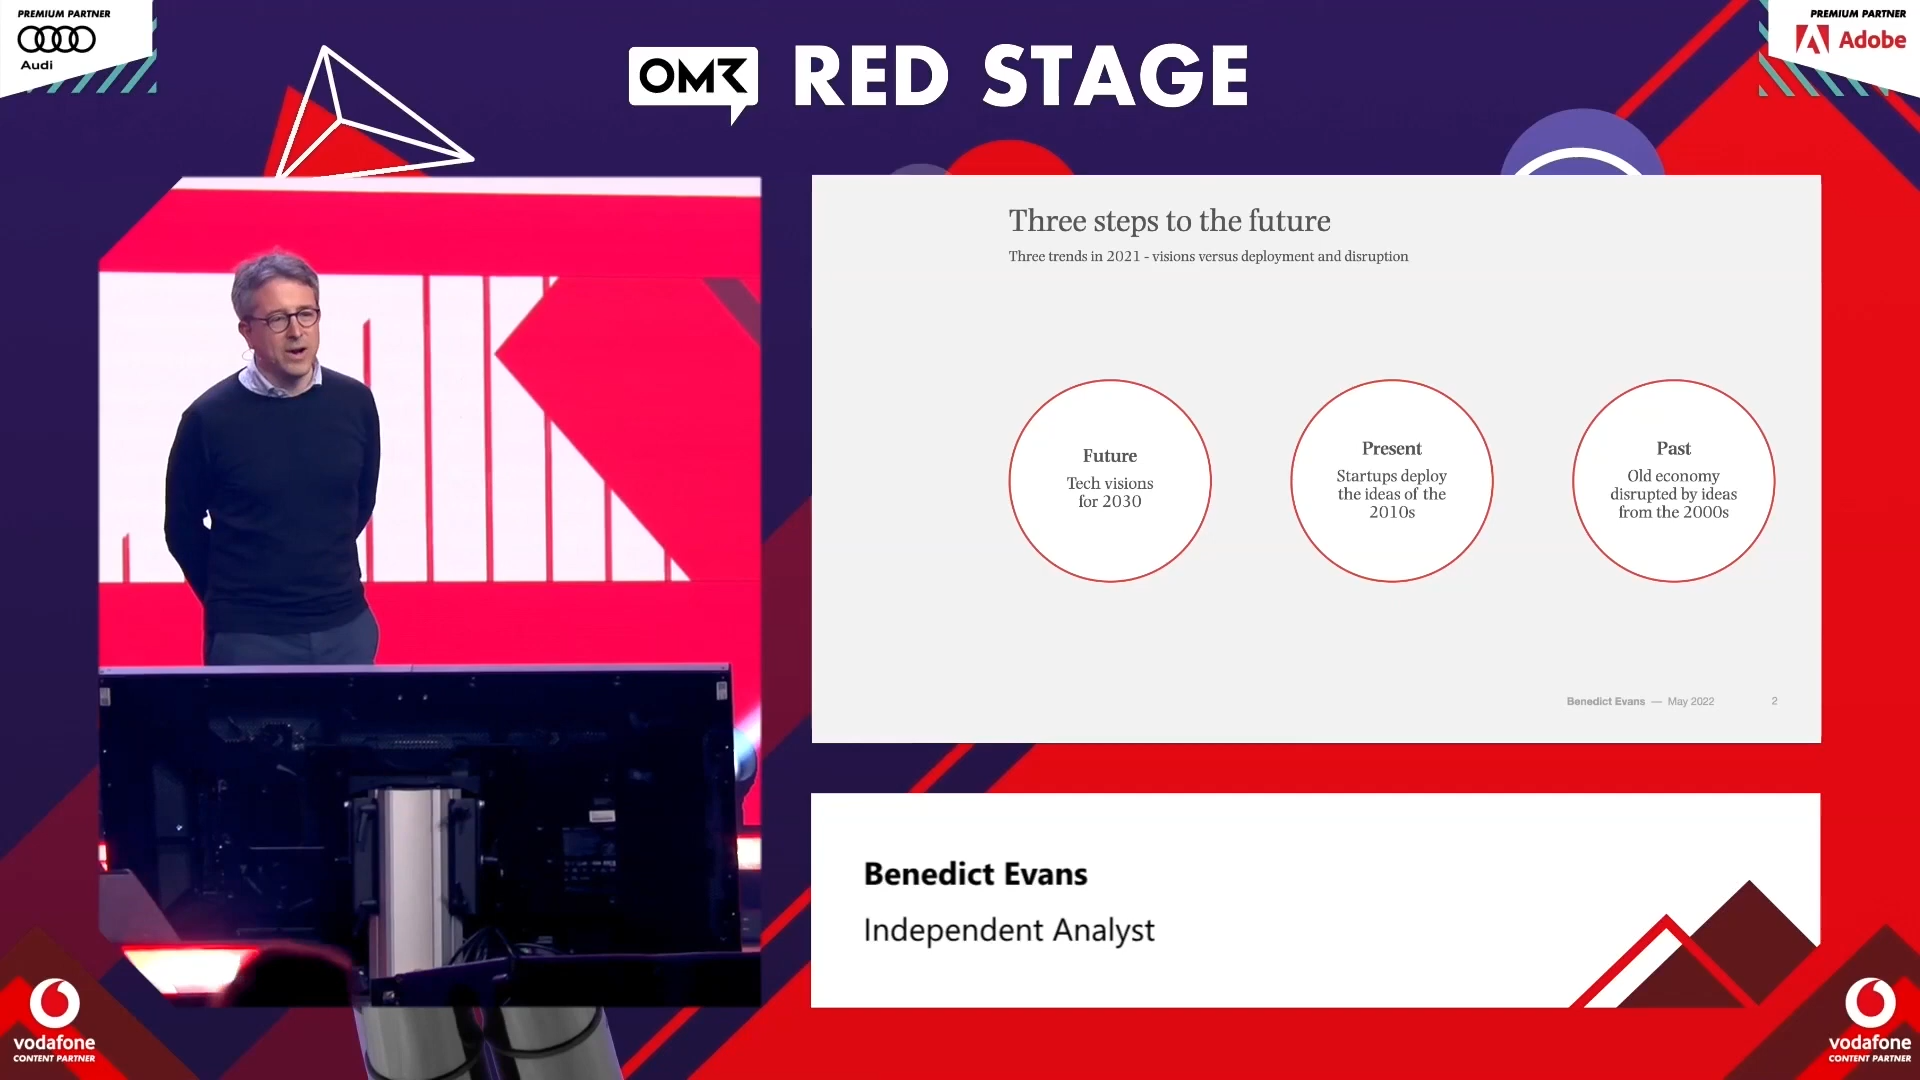 PREMIUM PARTNER
Audi
OMR RED STAGE
PREMIUM PARTNER
Adobe
Three steps to the future
Three trends in 2021 - visions versus deployment and disruption
Future
Tech visions
for 2030
Present
Startups deploy
the ideas of the
2010s
Past
Old economy
disrupted by ideas
from the 2000s
Benedict Evans — May 2022 2
Benedict Evans
Independent Analyst
vodafone
CONTENT PARTNER
vodafone
CONTENT PARTNER